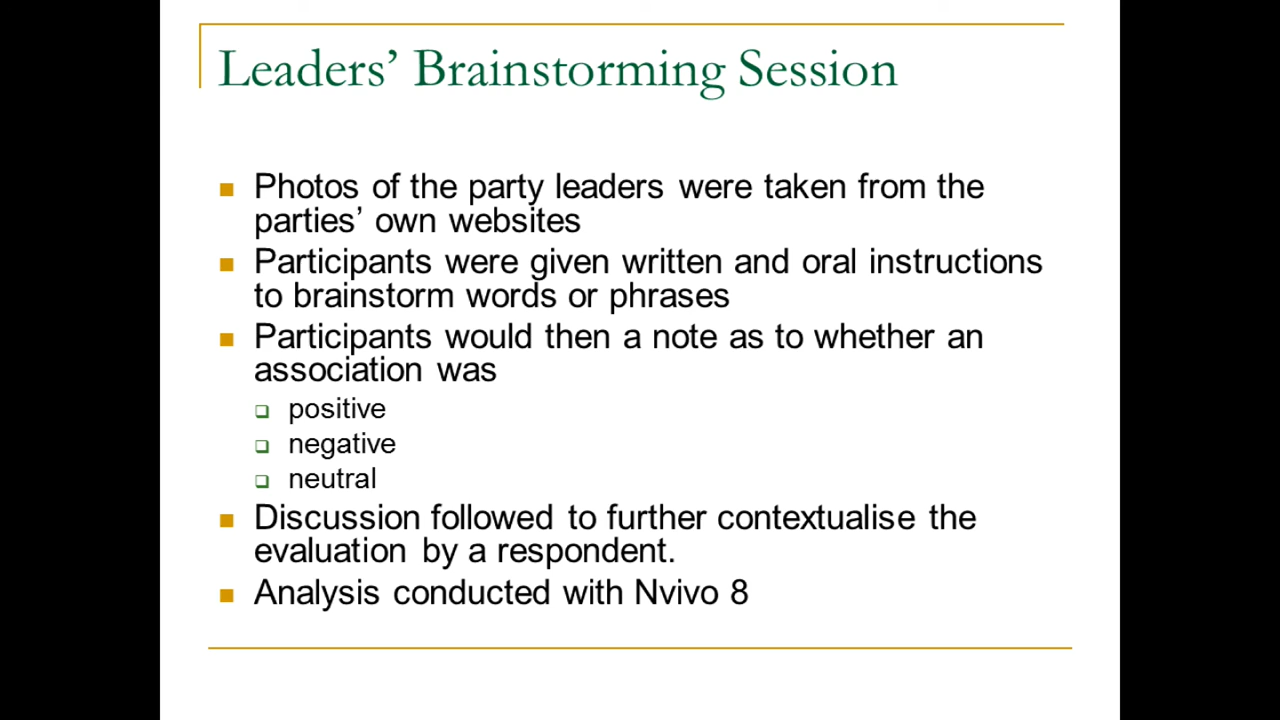 Leaders’ Brainstorming Session
Photos of the party leaders were taken from the
parties’ own websites
Participants were given written and oral instructions
to brainstorm words or phrases
Participants would then a note as to whether an
association was
positive
negative
neutral
Discussion followed to further contextualise the
evaluation by a respondent.
Analysis conducted with Nvivo 8